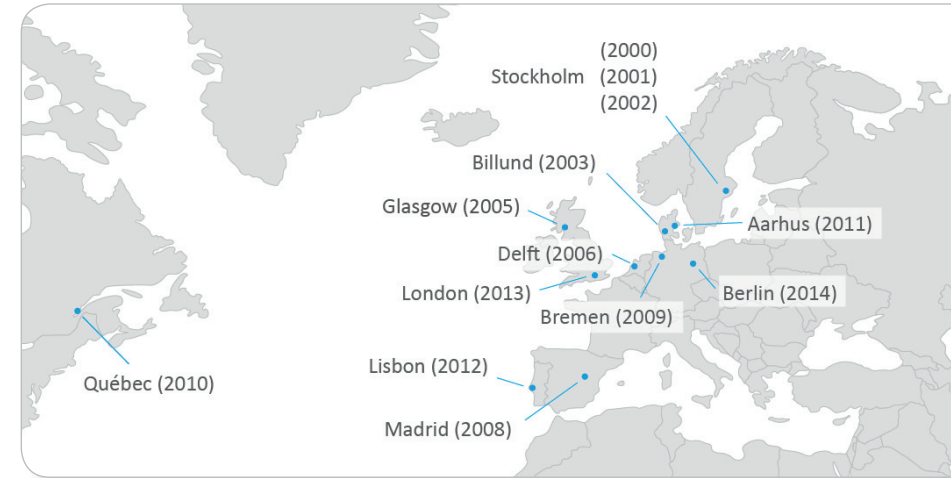 (2000)
Stockholm (2001)
(2002)
Billund (2003)
Glasgow (2005)
Aarhus (2011)
Delft (2006)
London (2013)
Berlin (2014)
Bremen (2009)
Lisbon (2012)
Québec (2010)
Madrid (2008)